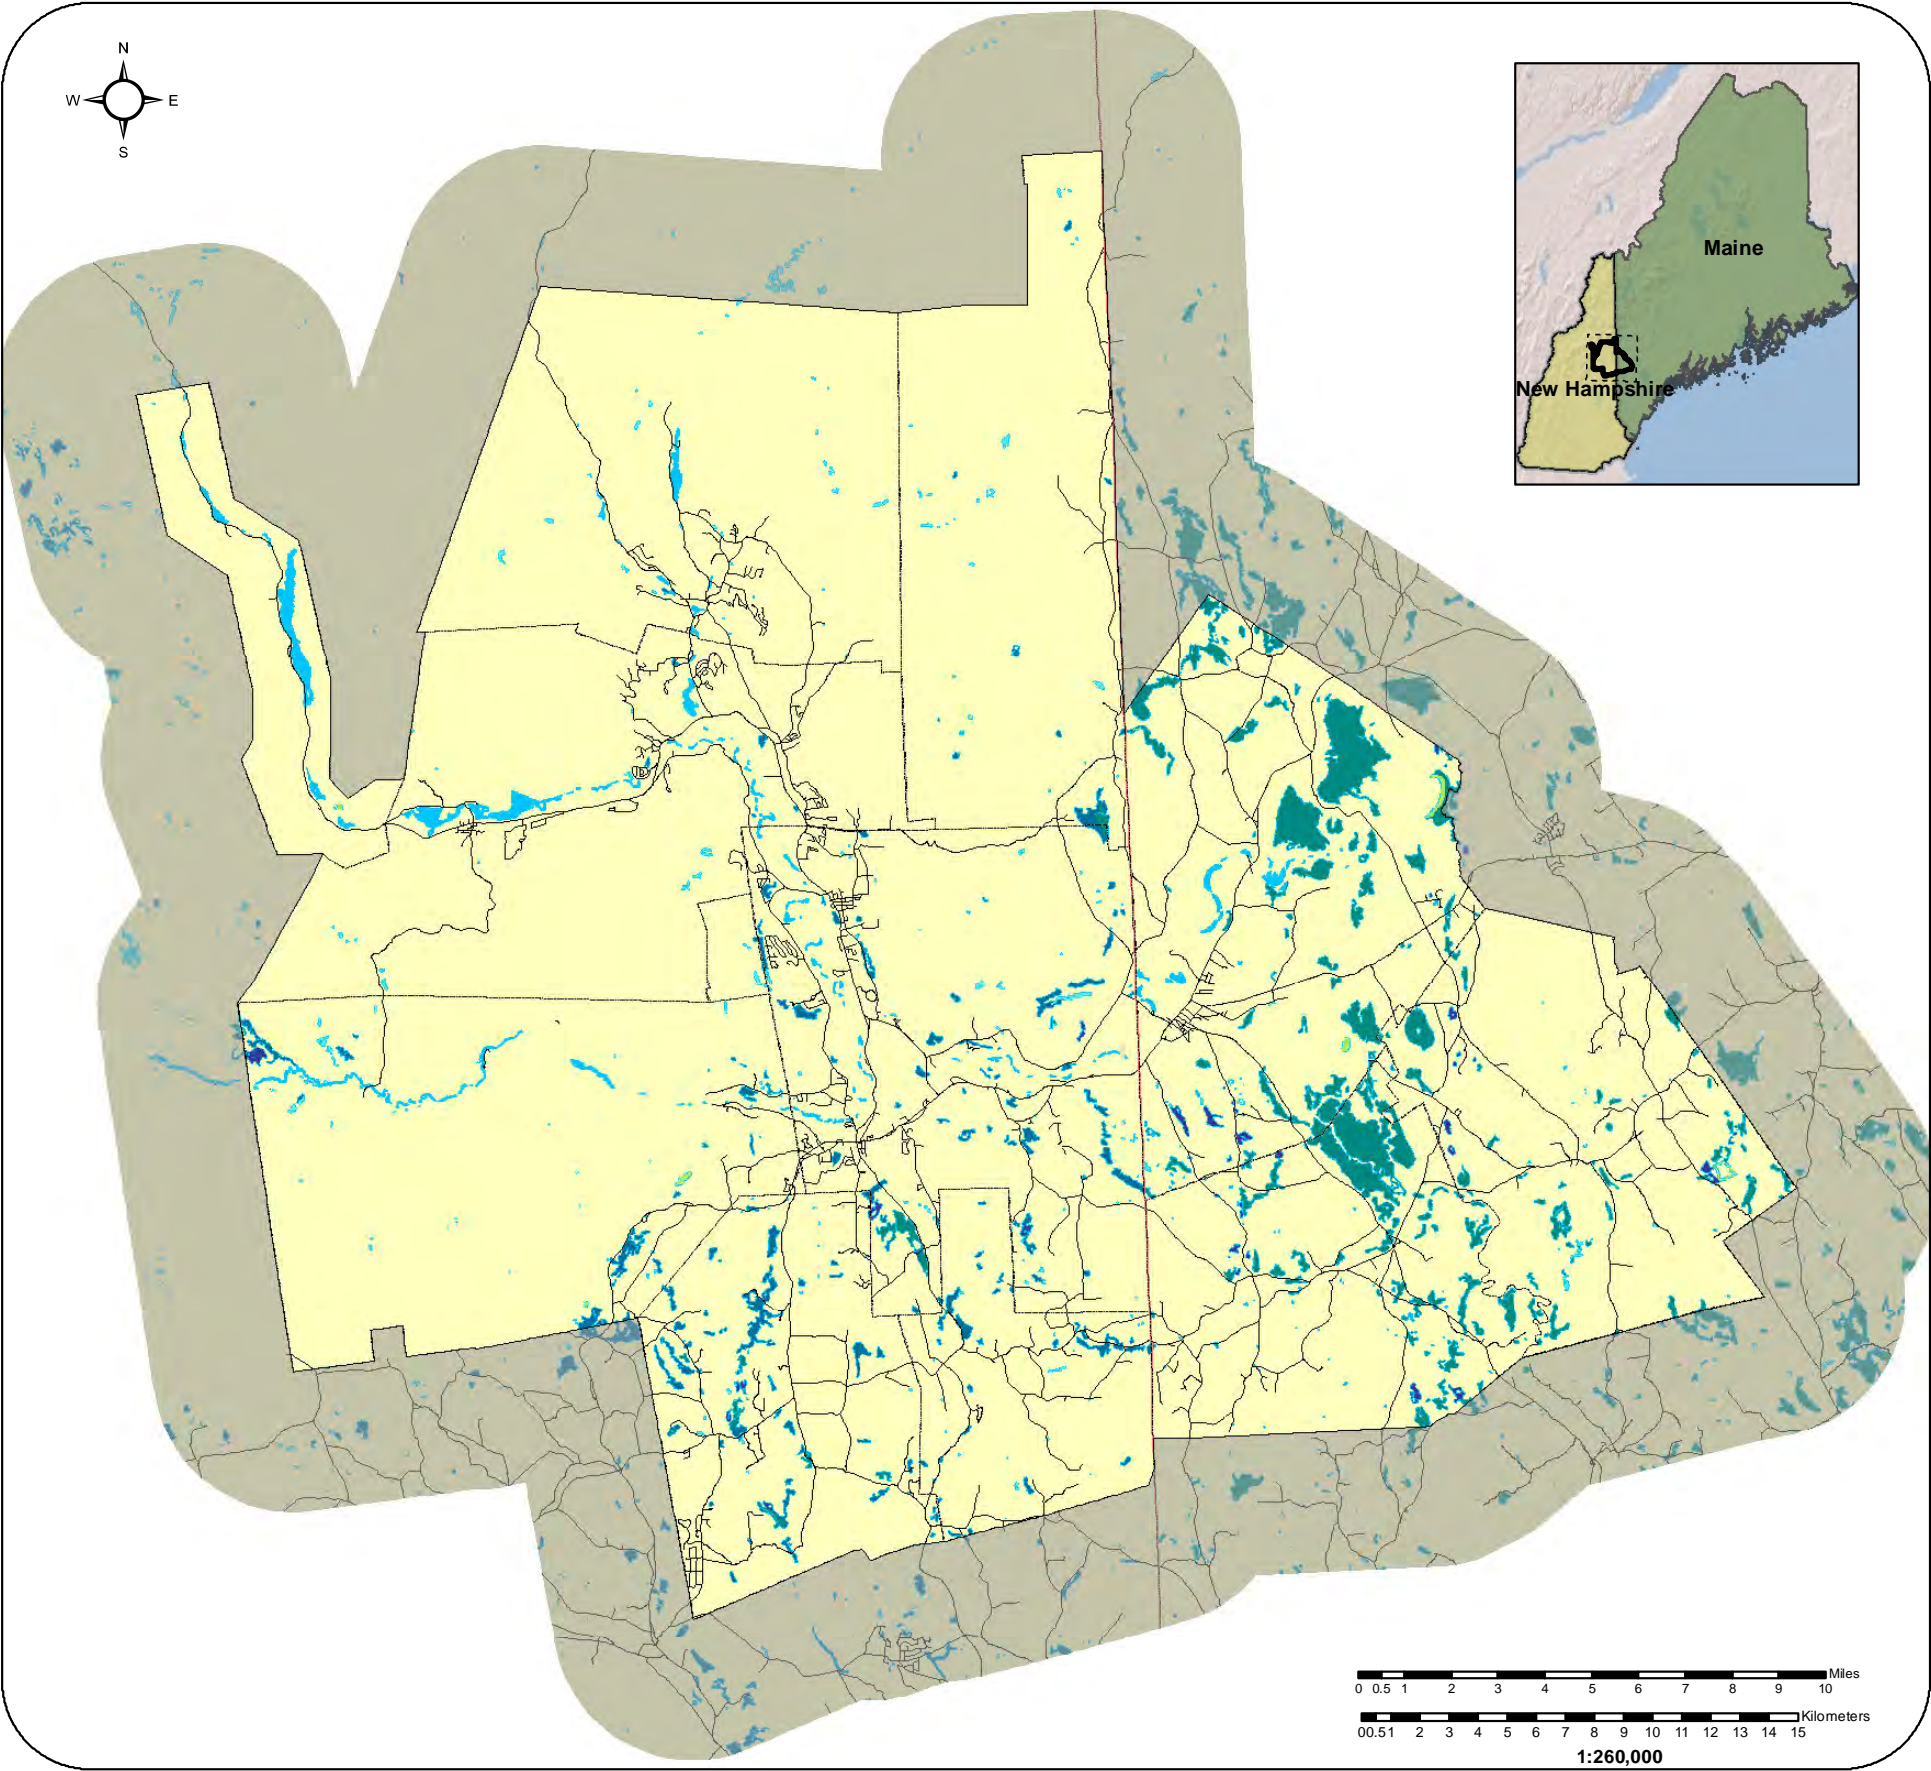 N
W E
S
Maine
New Hampshire
Miles
0 0.5 1 2 3 4 5 6 7 8 9 10
Kilometers
00.51 2 3 4 5 6 7 8 9 10 11 12 13 14 15
1:260,000